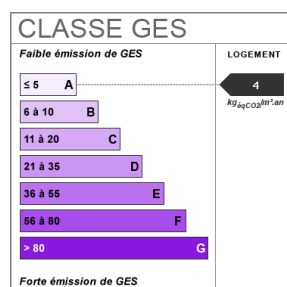 CLASSE GES
Faible émission de GES
LOGEMENT
≤ 5 A
4
kgéqCO2/m².an
6 à 10 B
11 à 20 C
21 à 35 D
36 à 55 E
56 à 80 F
> 80 G
Forte émission de GES